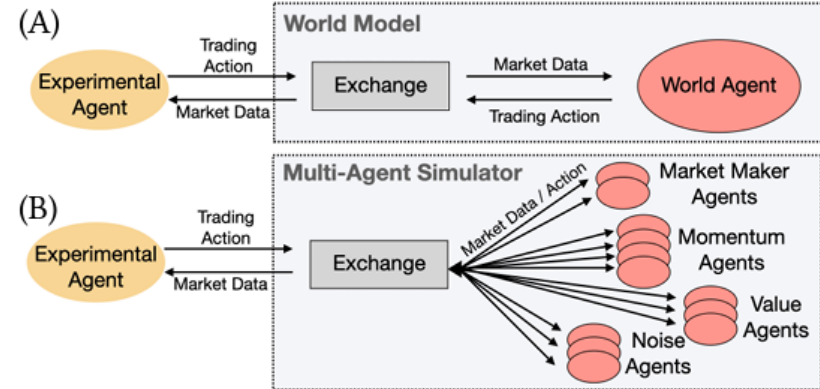 (A)
World Model
Trading
Action
Experimental
Agent
Market Data
Exchange
Market Data
Trading Action
World Agent
(B)
Multi-Agent Simulator
Trading
Action
Experimental
Agent
Market Data
Exchange
Market Data / Action
Market Maker
Agents
Momentum
Agents
Value
Agents
Noise
Agents